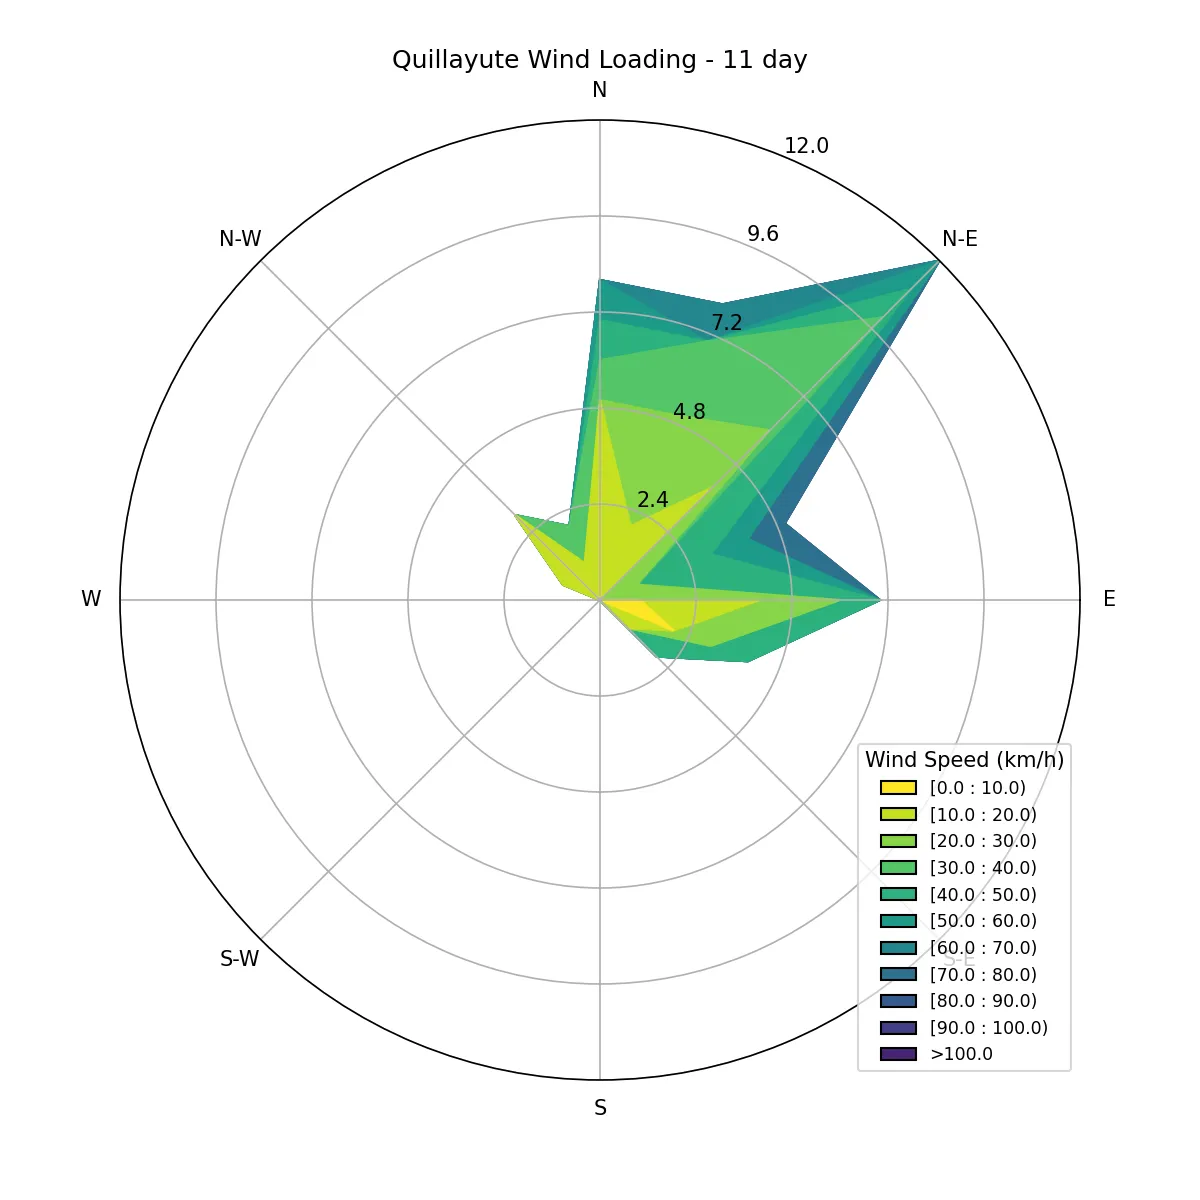 Quillayute Wind Loading - 11 day
N
12.0
9.6
N-W
N-E
7.2
4.8
2.4
W
E
Wind Speed (km/h)
[0.0 : 10.0)
[10.0 : 20.0)
[20.0 : 30.0)
[30.0 : 40.0)
[40.0 : 50.0)
[50.0 : 60.0)
[60.0 : 70.0)
[70.0 : 80.0)
[80.0 : 90.0)
[90.0 : 100.0)
>100.0
S-W
S-E
S